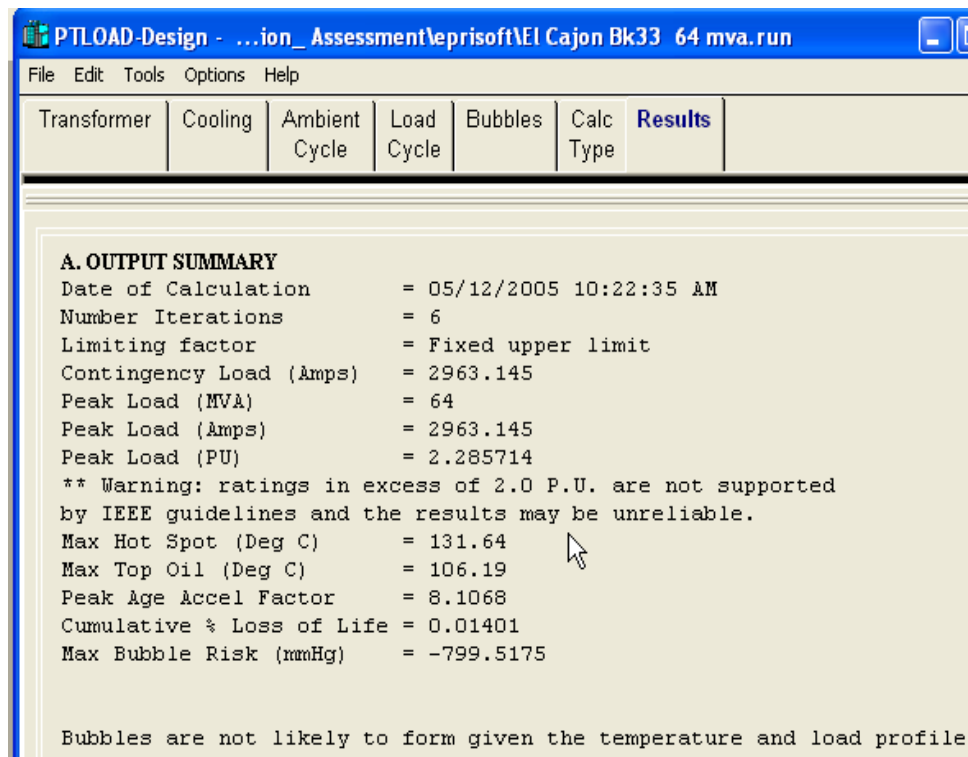 PTLOAD-Design - ...ion_ Assessment\eprisoft\El Cajon Bk33 64 mva.run
File Edit Tools Options Help
Transformer Cooling Ambient Cycle Load Cycle Bubbles Calc Type Results
A. OUTPUT SUMMARY
Date of Calculation = 05/12/2005 10:22:35 AM
Number Iterations = 6
Limiting factor = Fixed upper limit
Contingency Load (Amps) = 2963.145
Peak Load (MVA) = 64
Peak Load (Amps) = 2963.145
Peak Load (PU) = 2.285714
** Warning: ratings in excess of 2.0 P.U. are not supported
by IEEE guidelines and the results may be unreliable.
Max Hot Spot (Deg C) = 131.64
Max Top Oil (Deg C) = 106.19
Peak Age Accel Factor = 8.1068
Cumulative % Loss of Life = 0.01401
Max Bubble Risk (mmHg) = -799.5175
Bubbles are not likely to form given the temperature and load profile